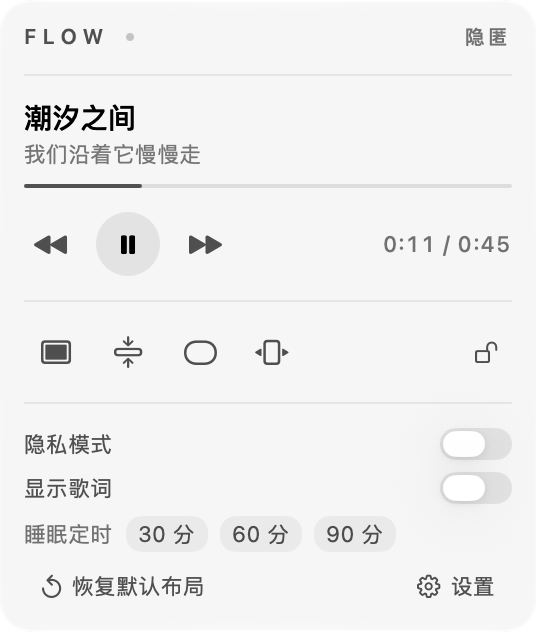 FLOW 隐匿
潮汐之间
我们沿着它慢慢走
0:11 / 0:45
隐私模式
显示歌词
睡眠定时 30 分 60 分 90 分
恢复默认布局 设置